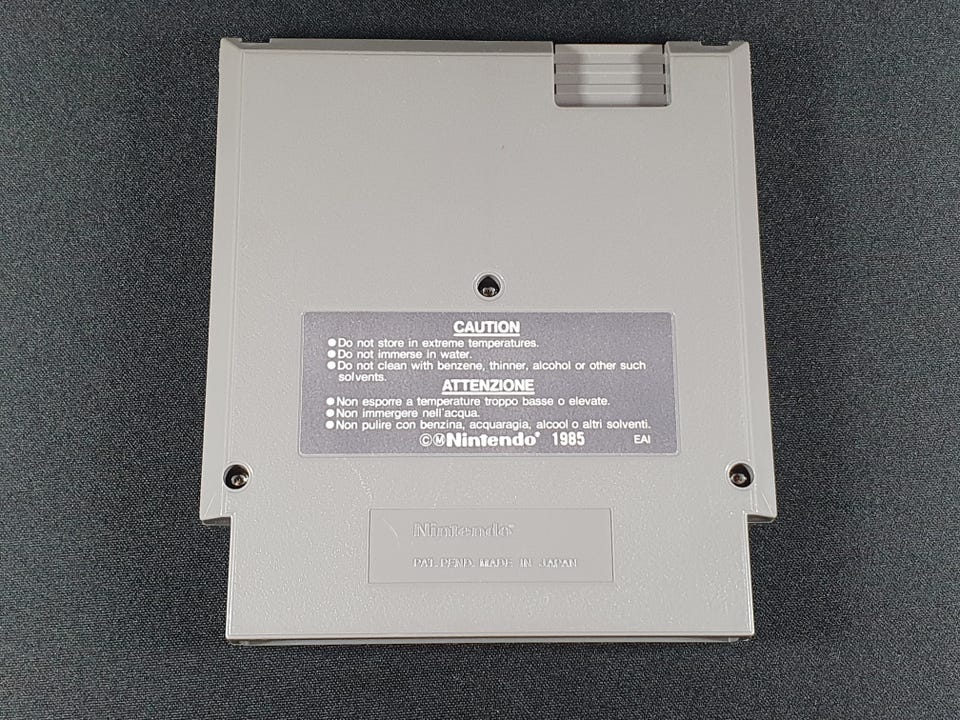 CAUTION
●Do not store in extreme temperatures.
●Do not immerse in water.
●Do not clean with benzene, thinner, alcohol or other such
solvents.
ATTENZIONE
●Non esporre a temperature troppo basse o elevate.
●Non immergere nell'acqua.
●Non pulire con benzina, acquaragia, alcool o altri solventi.
©ⓂNintendo® 1985 EAI
Nintendo®
PAT. PEND. MADE IN JAPAN